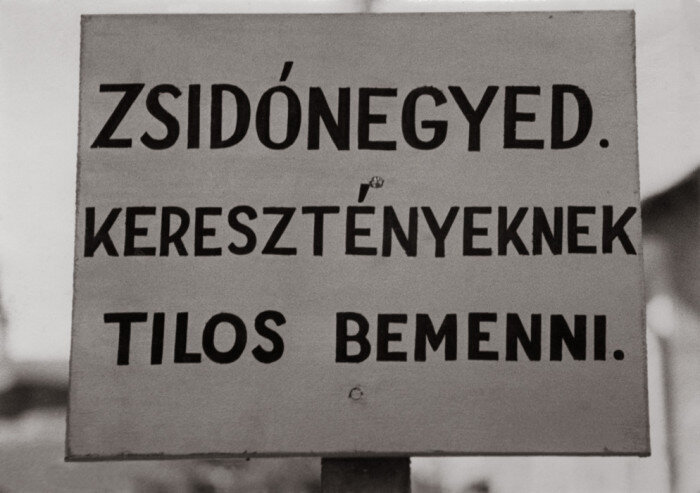 ZSIDÓNEGYED.
KERESZTÉNYEKNEK
TILOS BEMENNI.